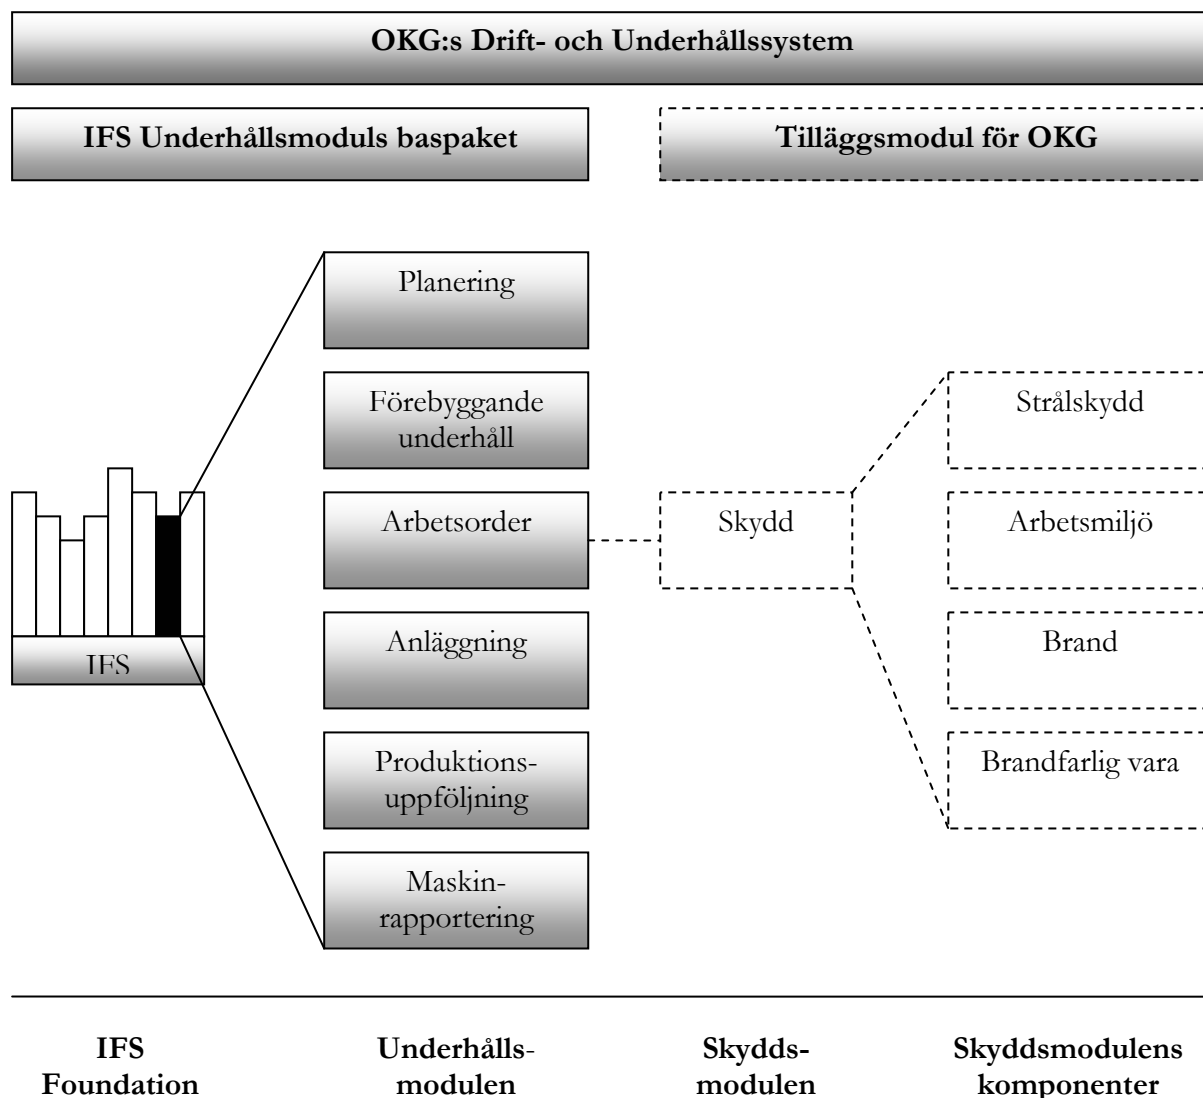 OKG:s Drift- och Underhållssystem
IFS Underhållsmoduls baspaket
Tilläggsmodul för OKG
Planering
Förebyggande
underhåll
Arbetsorder
Anläggning
Produktions-
uppföljning
Maskin-
rapportering
IFS
Skydd
Strålskydd
Arbetsmiljö
Brand
Brandfarlig vara
IFS
Foundation
Underhålls-
modulen
Skydds-
modulen
Skyddsmodulens
komponenter